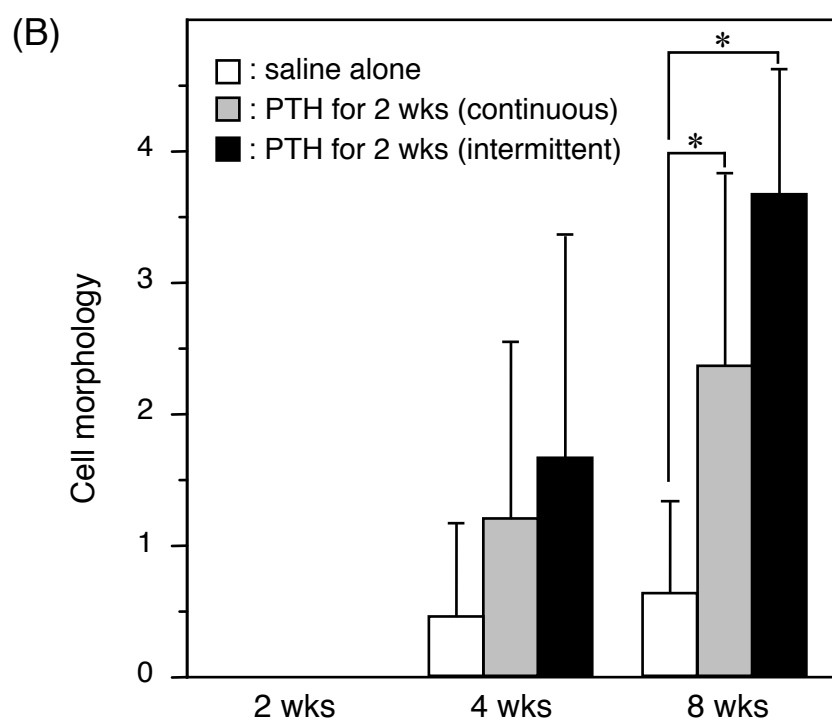 (B)
: saline alone
: PTH for 2 wks (continuous)
: PTH for 2 wks (intermittent)
*
*
Cell morphology
4
3
2
1
0
2 wks 4 wks 8 wks